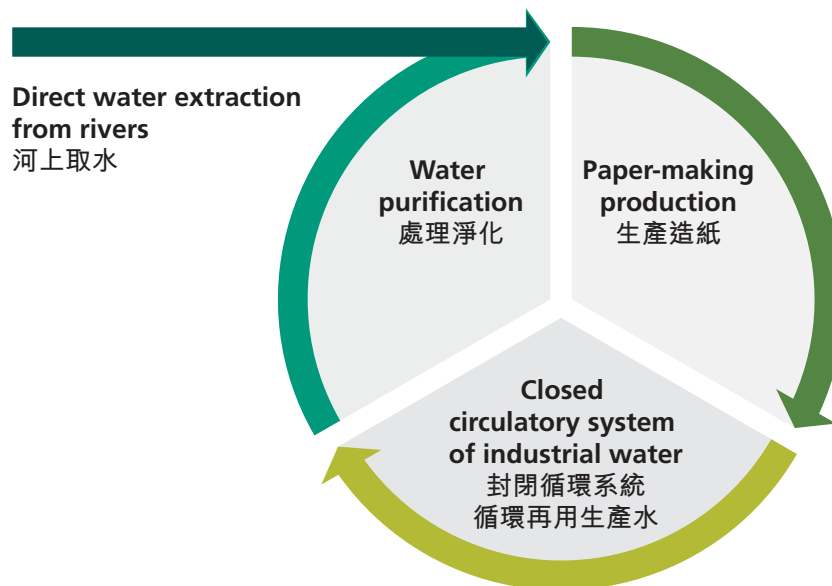 Direct water extraction
from rivers
河上取水
Water
purification
處理淨化
Paper-making
production
生產造紙
Closed
circulatory system
of industrial water
封閉循環系統
循環再用生產水